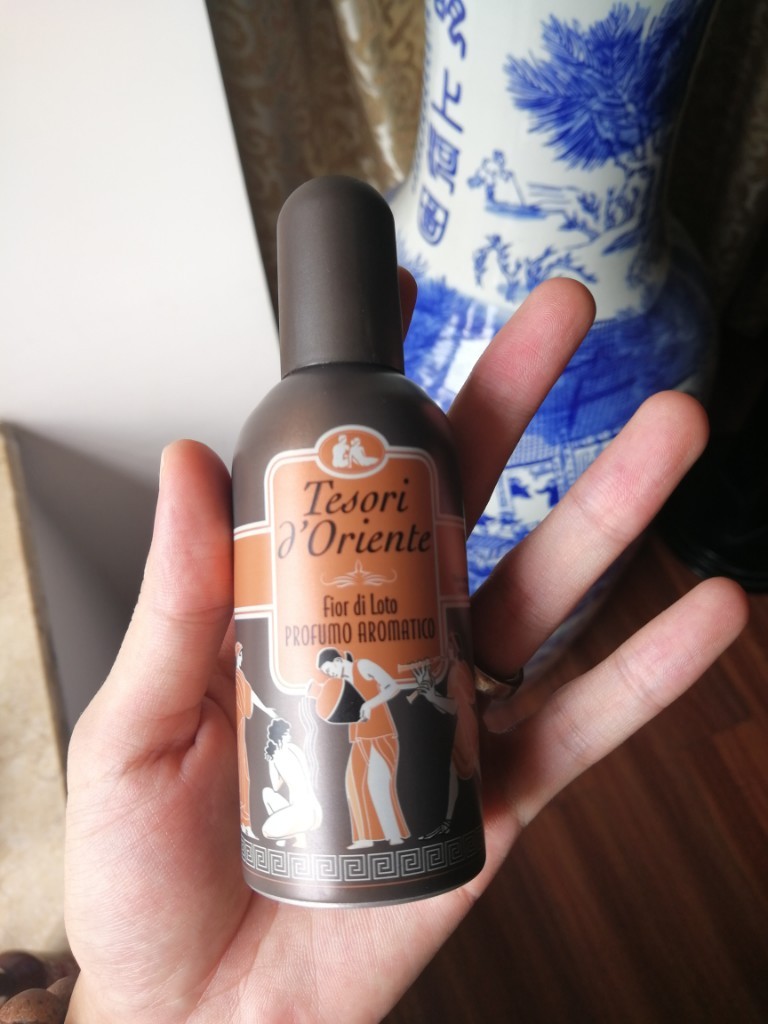 Tesori
d'Oriente
Fior di Loto
PROFUMO AROMATICO